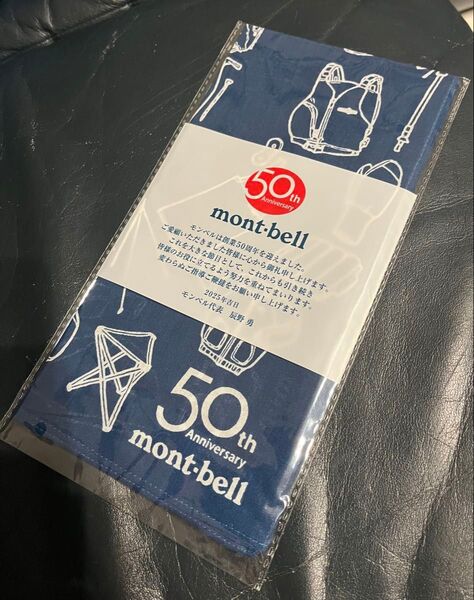 50th
Anniversary
mont-bell
モンベルは創業50周年を迎えました。
ご愛顧いただきました皆様に心から御礼申し上げます。
これを大きな節目として、これからも引き続き
皆様のお役に立てるよう努力を重ねてまいります。
変わらぬご指導ご鞭撻をお願い申し上げます。
2025年吉日
モンベル代表 辰野 勇
50th
Anniversary
mont-bell